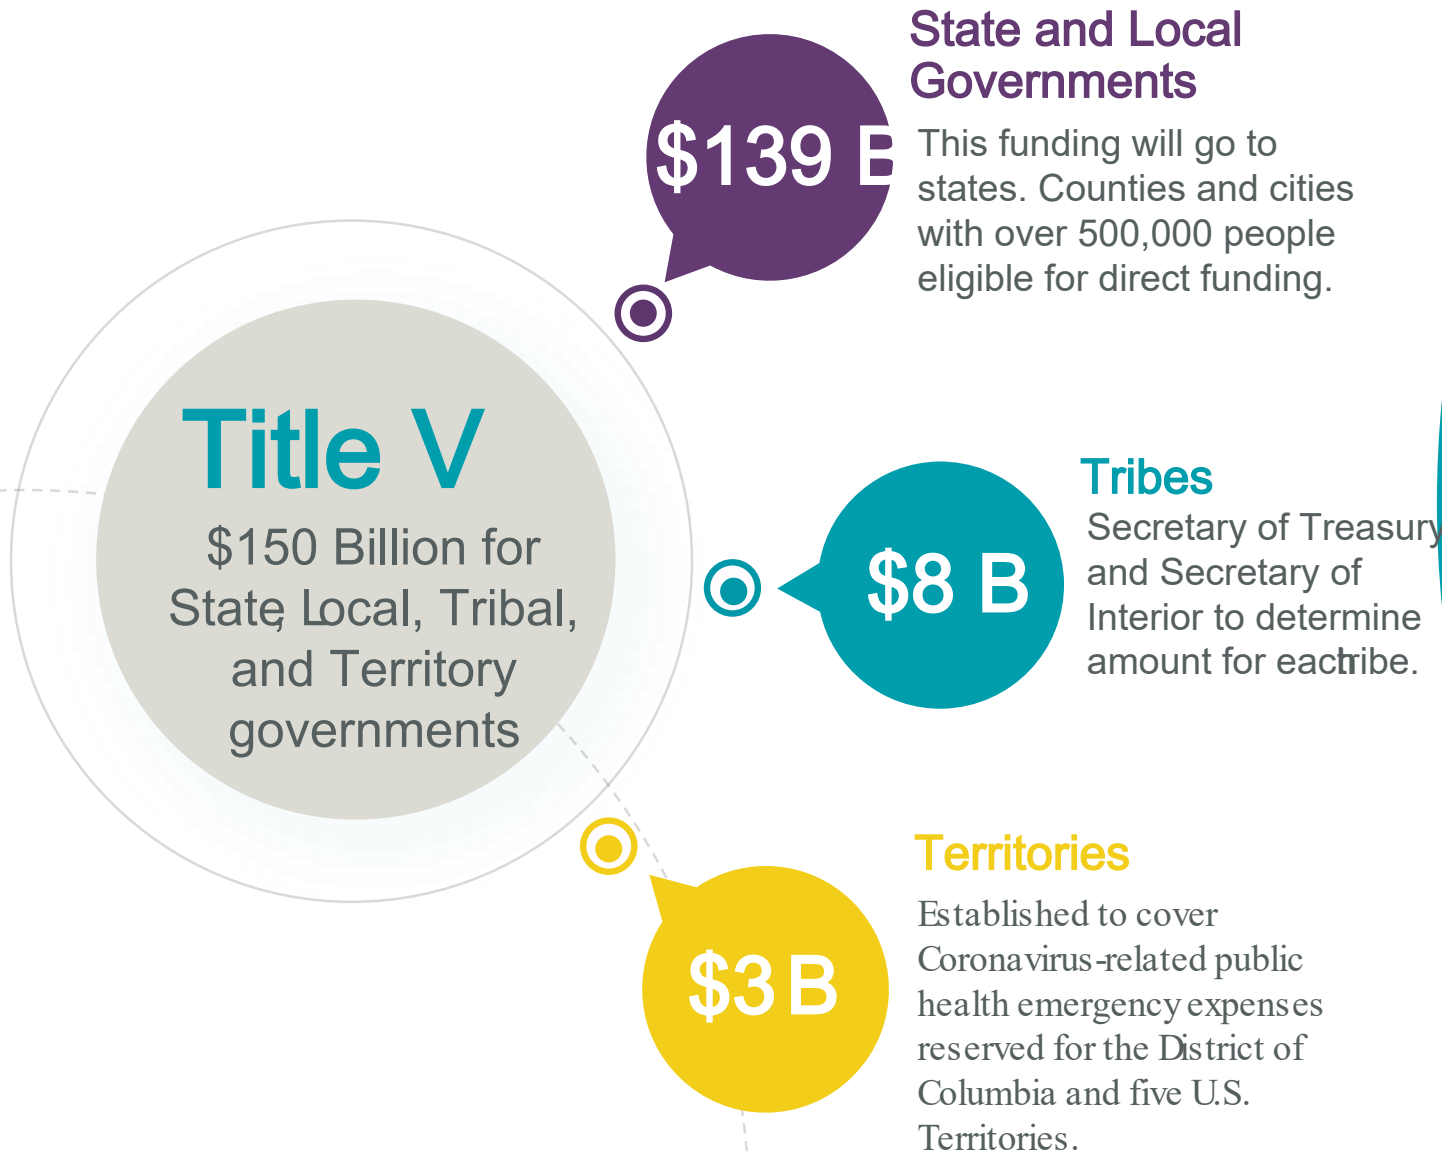 Title V
$150 Billion for
State, Local, Tribal,
and Territory
governments
$139 B
State and Local
Governments
This funding will go to
states. Counties and cities
with over 500,000 people
eligible for direct funding.
$8 B
Tribes
Secretary of Treasury
and Secretary of
Interior to determine
amount for each tribe.
$3 B
Territories
Established to cover
Coronavirus-related public
health emergency expenses
reserved for the District of
Columbia and five U.S.
Territories.